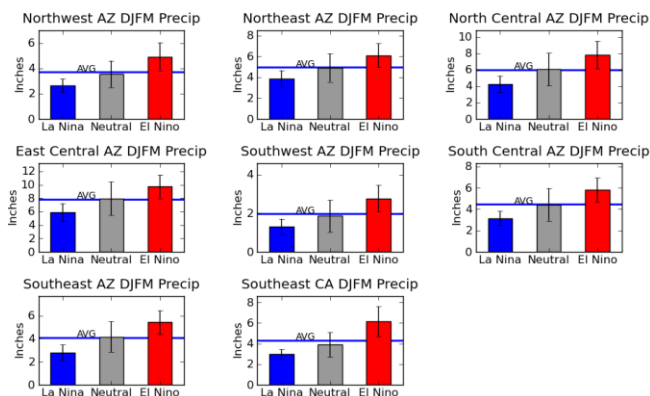 Northwest AZ DJFM Precip
6
4
2
0
Inches
AVG
La Nina Neutral El Nino
Northeast AZ DJFM Precip
8
6
4
2
0
Inches
AVG
La Nina Neutral El Nino
North Central AZ DJFM Precip
10
8
6
4
2
0
Inches
AVG
La Nina Neutral El Nino
East Central AZ DJFM Precip
12
10
8
6
4
2
0
Inches
AVG
La Nina Neutral El Nino
Southwest AZ DJFM Precip
4
2
0
Inches
AVG
La Nina Neutral El Nino
South Central AZ DJFM Precip
8
6
4
2
0
Inches
AVG
La Nina Neutral El Nino
Southeast AZ DJFM Precip
6
4
2
0
Inches
AVG
La Nina Neutral El Nino
Southeast CA DJFM Precip
8
6
4
2
0
Inches
AVG
La Nina Neutral El Nino